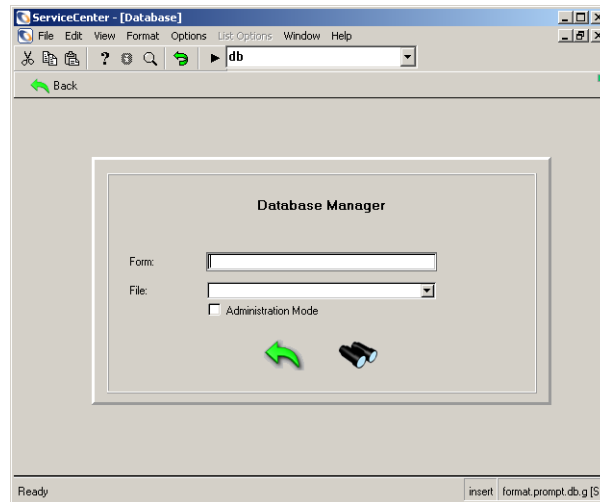 ServiceCenter - [Database]
File Edit View Format Options List Options Window Help
db
Back
Database Manager
Form:
File:
Administration Mode
Ready insert format.prompt.db.g [S